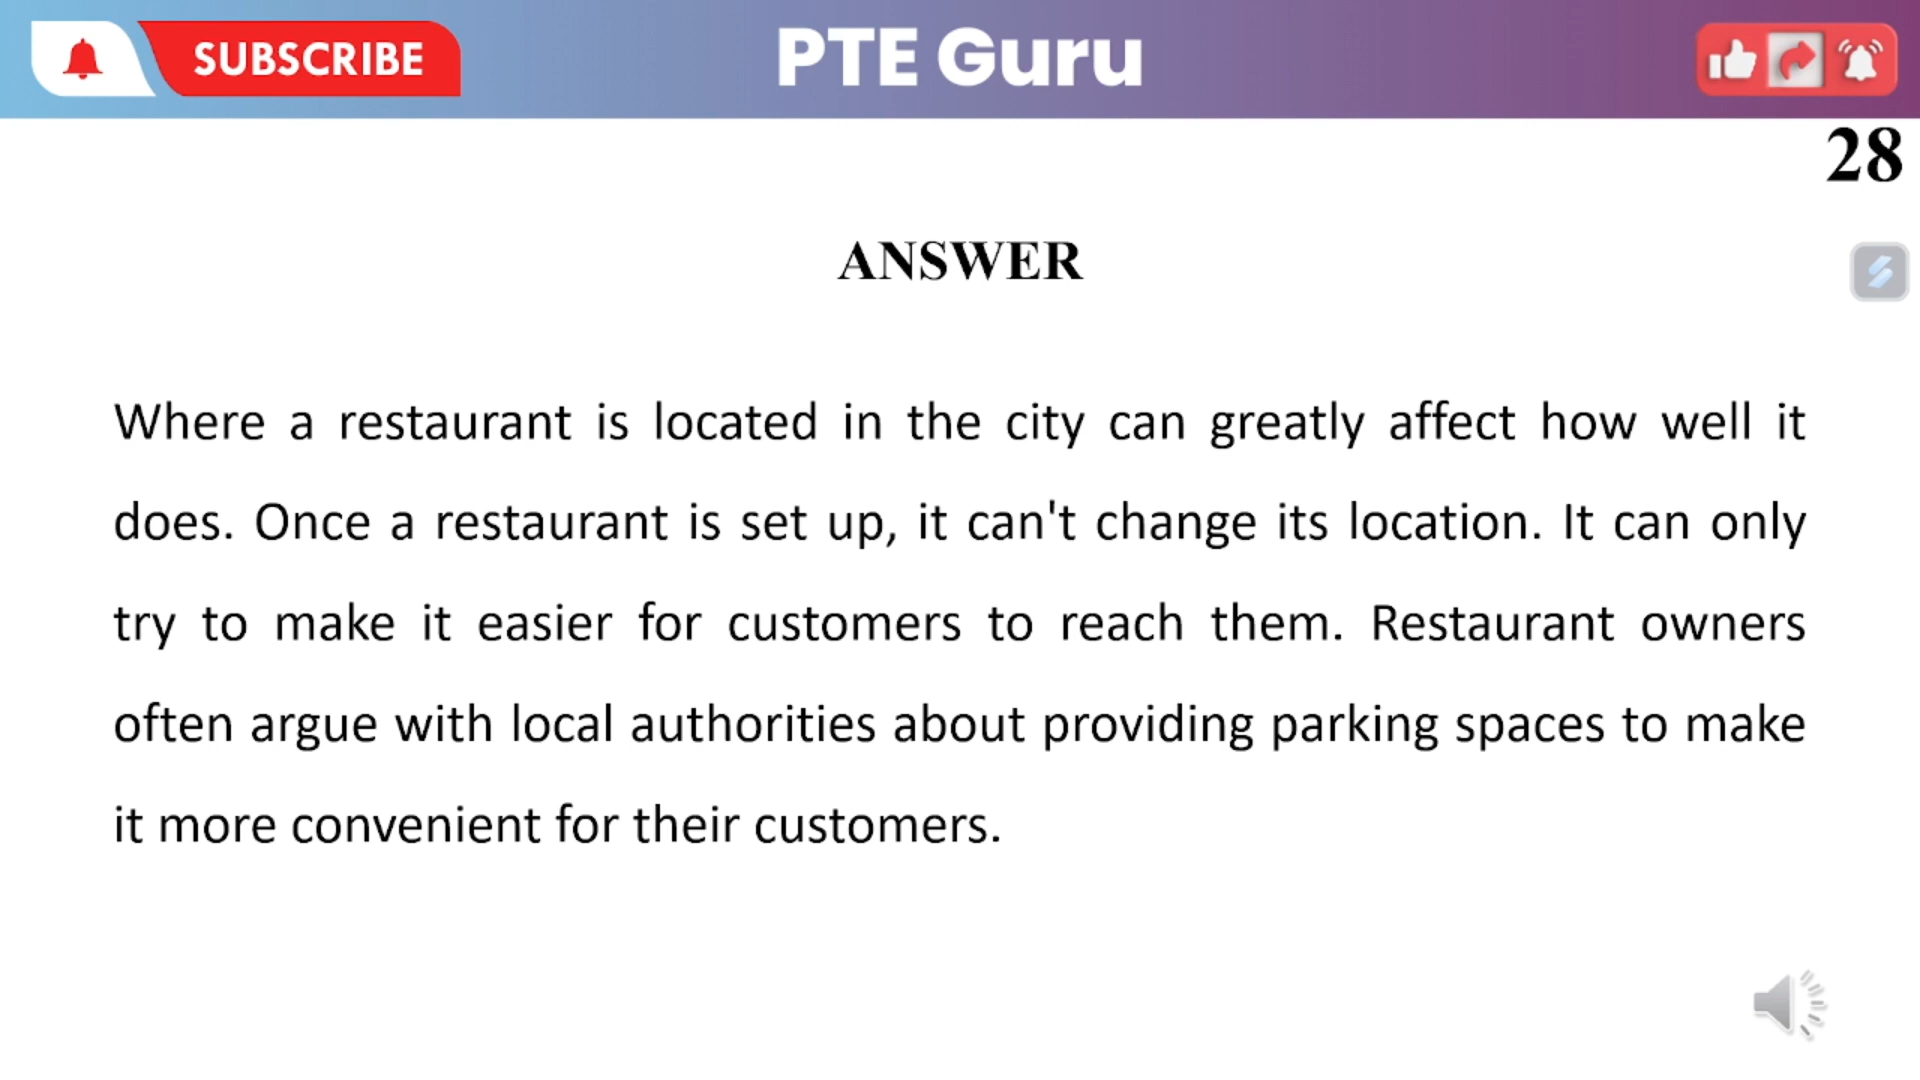 SUBSCRIBE
PTE Guru
28
ANSWER
Where a restaurant is located in the city can greatly affect how well it
does. Once a restaurant is set up, it can't change its location. It can only
try to make it easier for customers to reach them. Restaurant owners
often argue with local authorities about providing parking spaces to make
it more convenient for their customers.